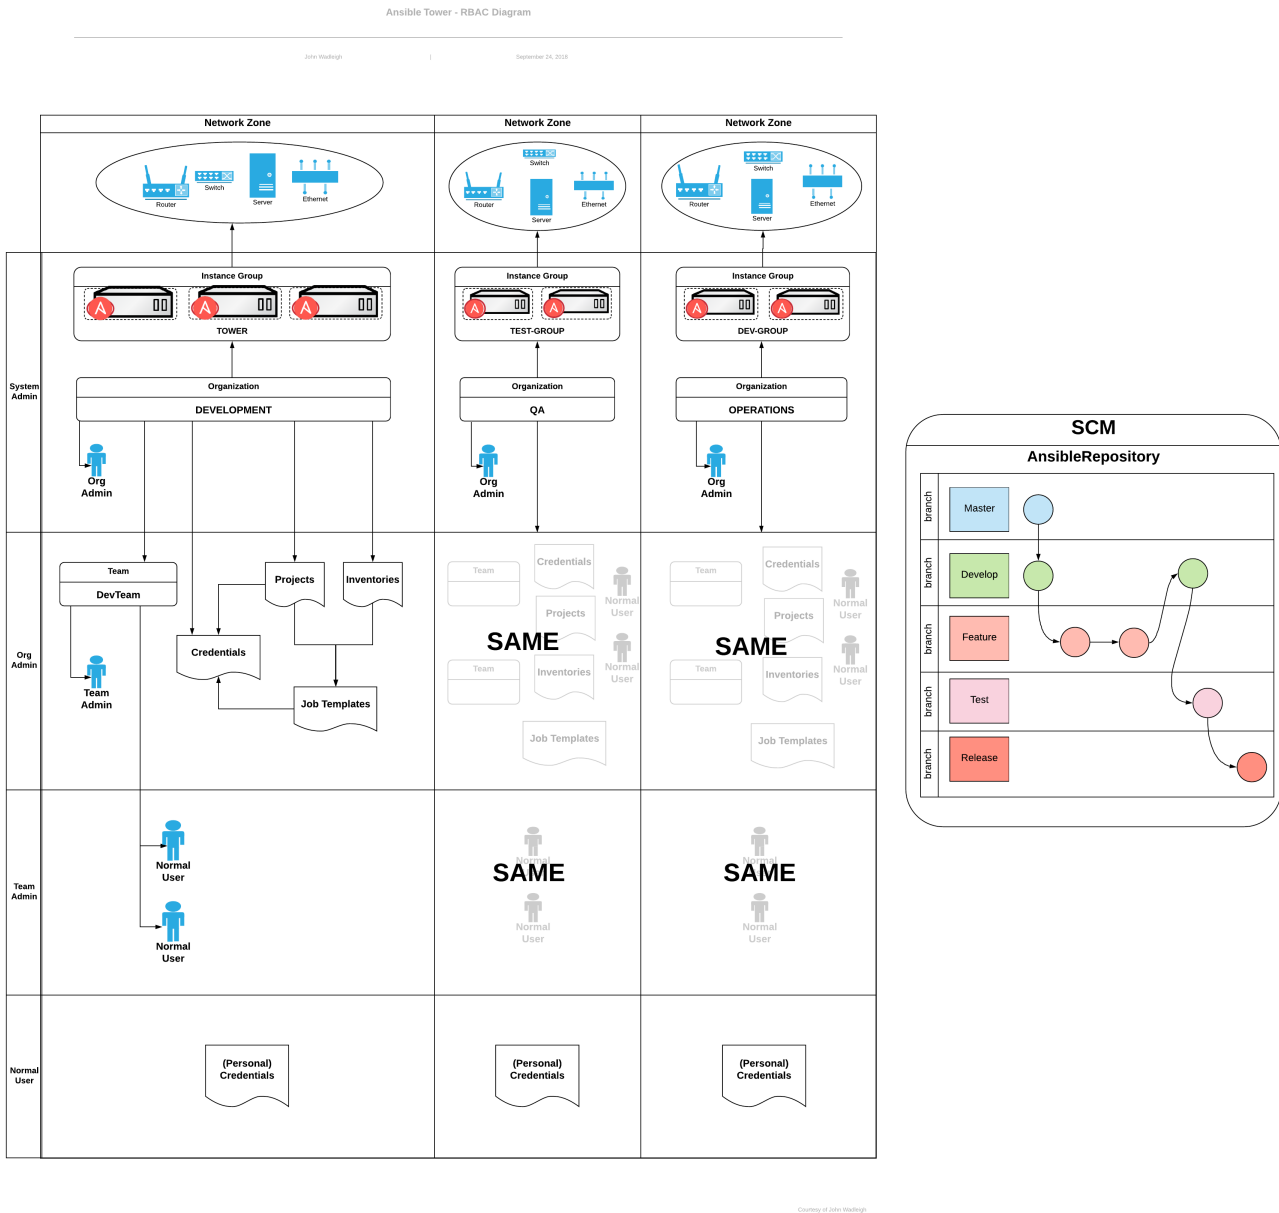 Ansible Tower - RBAC Diagram
John Wadleigh | September 24, 2018
Network Zone
Network Zone
Network Zone
Router
Switch
Server
Ethernet
Switch
Router
Server
Ethernet
Switch
Router
Server
Ethernet
System
Admin
Instance Group
TOWER
Instance Group
TEST-GROUP
Instance Group
DEV-GROUP
Organization
DEVELOPMENT
Organization
QA
Organization
OPERATIONS
Org
Admin
Org
Admin
Org
Admin
Org
Admin
Team
DevTeam
Projects
Inventories
Credentials
Team
Admin
Job Templates
Team
Credentials
Normal
User
Projects
SAME
Normal
User
Team
Inventories
Job Templates
Team
Credentials
Normal
User
Projects
SAME
Normal
User
Team
Inventories
Job Templates
Team
Admin
Normal
User
Normal
User
Normal
User
SAME
Normal
User
Normal
User
SAME
Normal
User
Normal
User
(Personal)
Credentials
(Personal)
Credentials
(Personal)
Credentials
SCM
AnsibleRepository
branch
Master
branch
Develop
branch
Feature
branch
Test
branch
Release
Courtesy of John Wadleigh